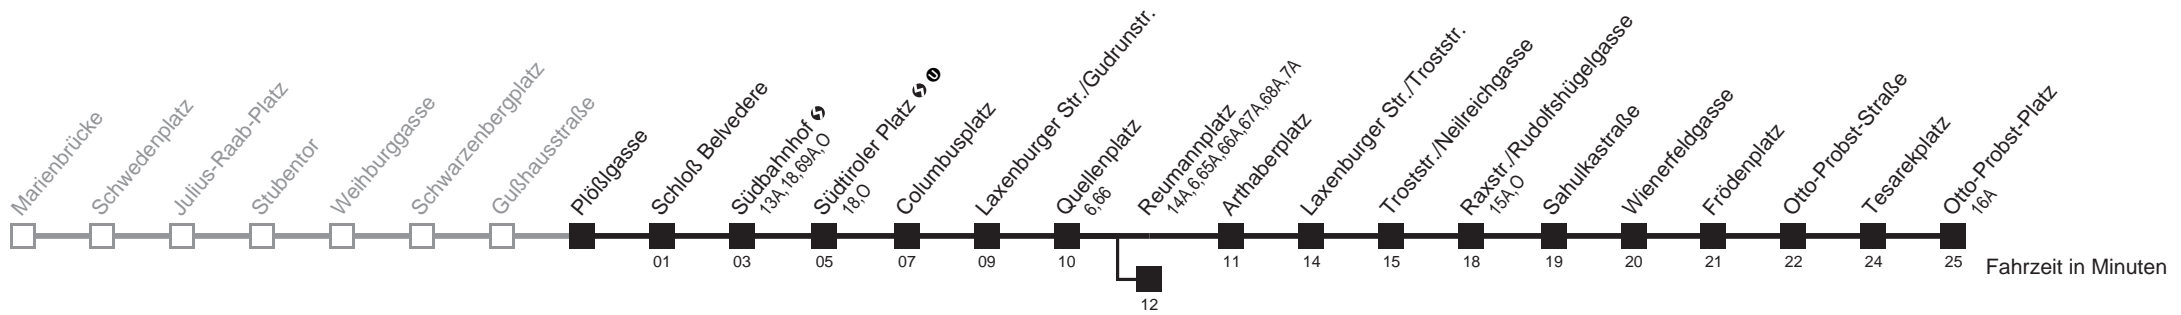 Marienbrücke
Schwedenplatz
Julius-Raab-Platz
Stubentor
Weihburggasse
Schwarzenbergplatz
Gußhausstraße
Plößlgasse
Schloß Belvedere
Südbahnhof
13A,18,69A,O
Südtiroler Platz U
18,O
Columbusplatz
Laxenburger Str./Gudrunstr.
Quellenplatz
6,66
Reumannplatz
14A,6,65A,66A,67A,68A,7A
Arthaberplatz
Laxenburger Str./Troststr.
Troststr./Neilreichgasse
Raxstr./Rudolfshügelgasse
15A,O
Sahulkastraße
Wienerfeldgasse
Frödenplatz
Otto-Probst-Straße
Tesarekplatz
Otto-Probst-Platz
16A
01 03 05 07 09 10 11 14 15 18 19 20 21 22 24 25 Fahrzeit in Minuten
12